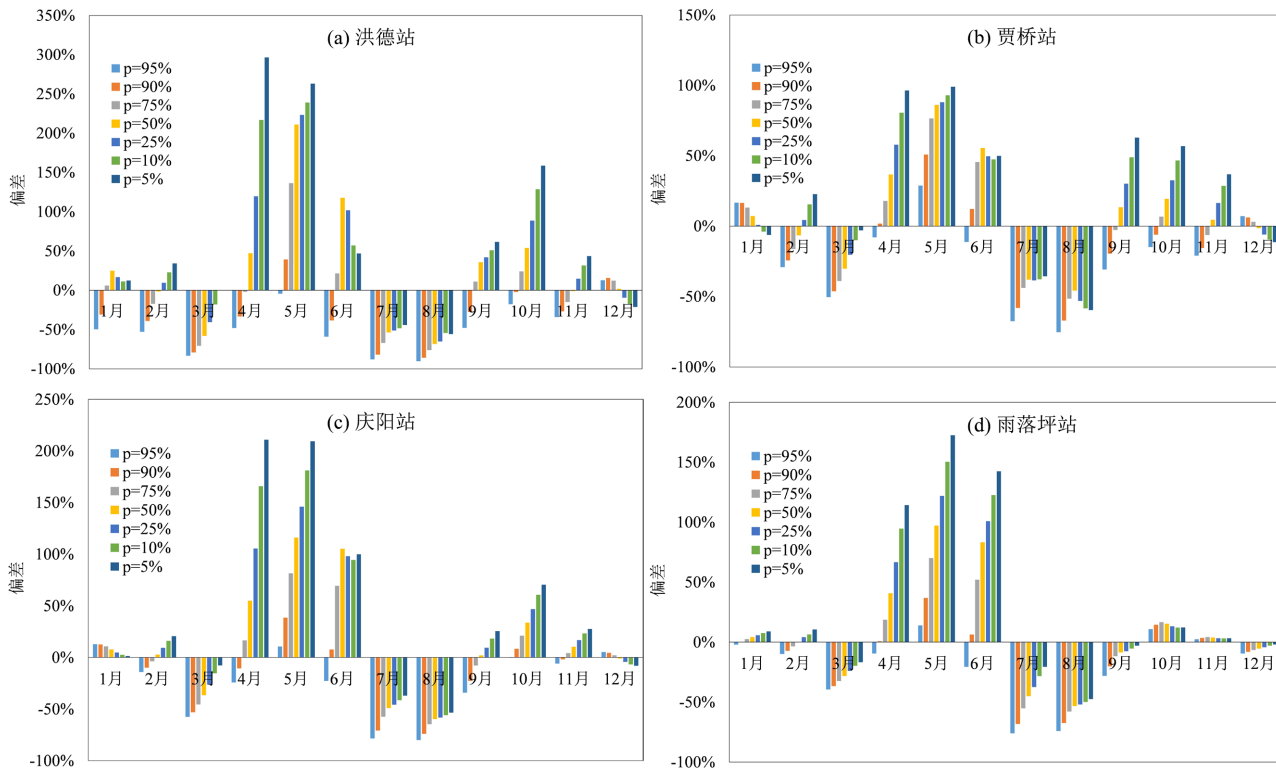 (a) 洪德站
350%
300%
250%
200%
150%
100%
50%
0%
-50%
-100%
偏差
p=95%
p=90%
p=75%
p=50%
p=25%
p=10%
p=5%
1月 2月 3月 4月 5月 6月 7月 8月 9月 10月 11月 12月
(b) 贾桥站
150%
100%
50%
0%
-50%
-100%
偏差
p=95%
p=90%
p=75%
p=50%
p=25%
p=10%
p=5%
1月 2月 3月 4月 5月 6月 7月 8月 9月 10月 11月 12月
(c) 庆阳站
250%
200%
150%
100%
50%
0%
-50%
-100%
偏差
p=95%
p=90%
p=75%
p=50%
p=25%
p=10%
p=5%
1月 2月 3月 4月 5月 6月 7月 8月 9月 10月 11月 12月
(d) 雨落坪站
200%
150%
100%
50%
0%
-50%
-100%
偏差
p=95%
p=90%
p=75%
p=50%
p=25%
p=10%
p=5%
1月 2月 3月 4月 5月 6月 7月 8月 9月 10月 11月 12月